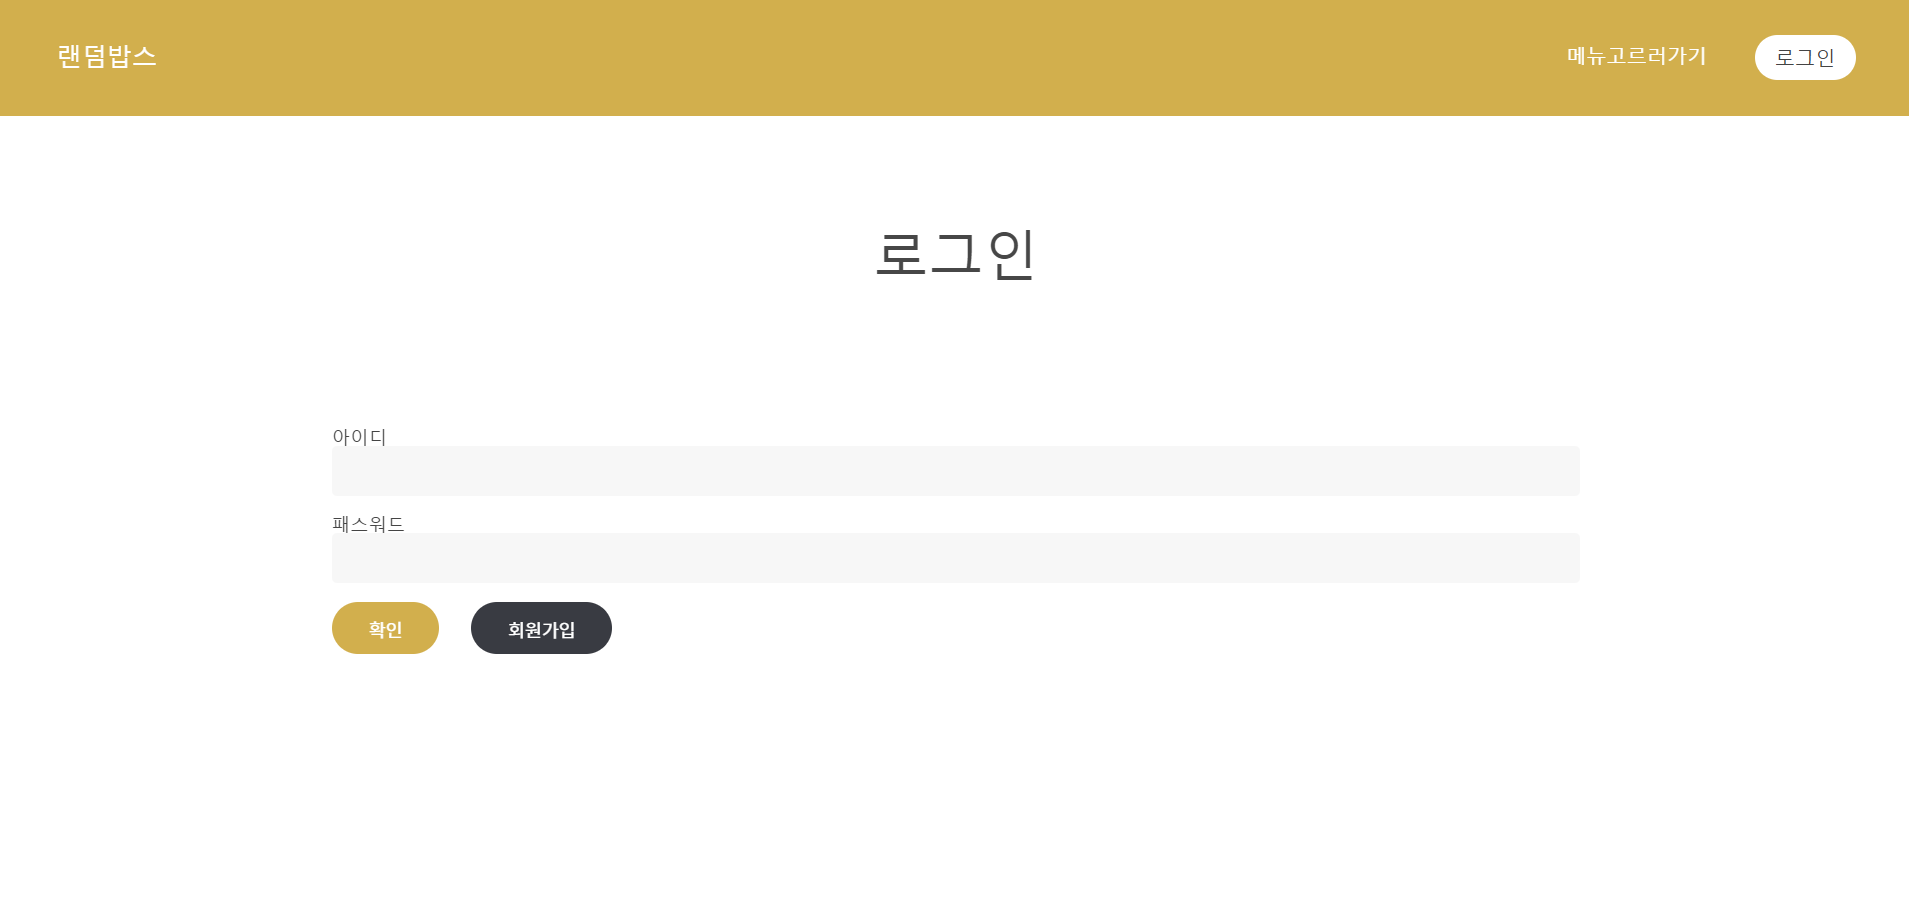 랜덤밥스
메뉴고르러가기
로그인
로그인
아이디
패스워드
확인
회원가입